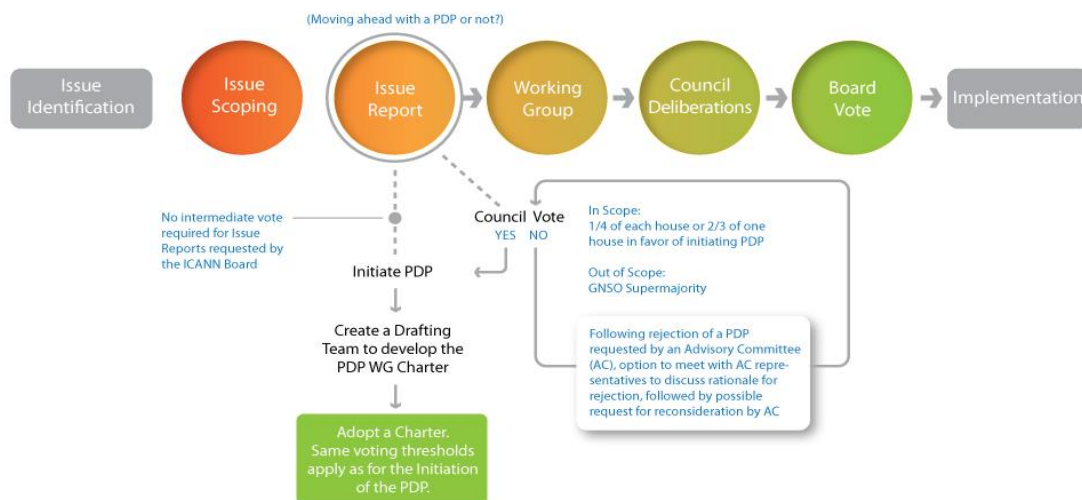 (Moving ahead with a PDP or not?)
Issue
Identification
Issue
Scoping
Issue
Report
Working
Group
Council
Deliberations
Board
Vote
Implementation
No intermediate vote
required for Issue
Reports requested by
the ICANN Board
Council Vote
YES NO
In Scope:
1/4 of each house or 2/3 of one
house in favor of initiating PDP
Out of Scope:
GNSO Supermajority
Initiate PDP
Create a Drafting
Team to develop the
PDP WG Charter
Following rejection of a PDP
requested by an Advisory Committee
(AC), option to meet with AC repre-
sentatives to discuss rationale for
rejection, followed by possible
request for reconsideration by AC
Adopt a Charter.
Same voting thresholds
apply as for the Initiation
of the PDP.